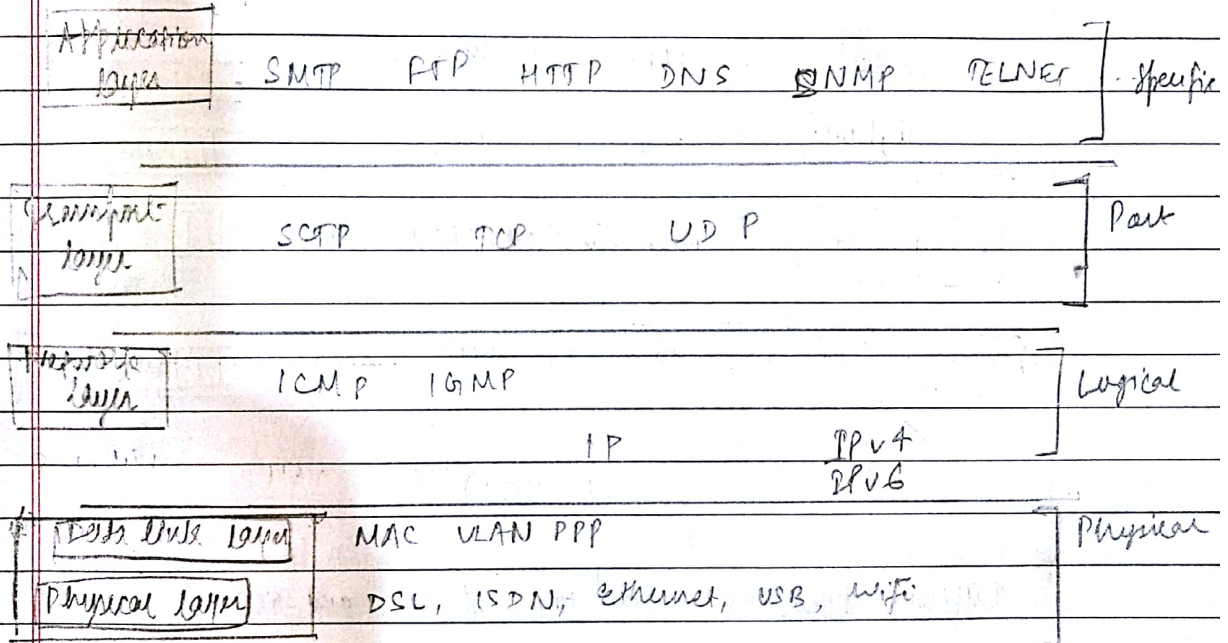 Application
layer
SMTP FTP HTTP DNS SNMP TELNET
Specific
Transport
layer
SCTP TCP UDP
Port
layer
ICMP IGMP
Logical
IP IPv4
IPv6
Data link layer
MAC VLAN PPP
Physical
Physical layer
DSL, ISDN, Ethernet, USB, Wifi